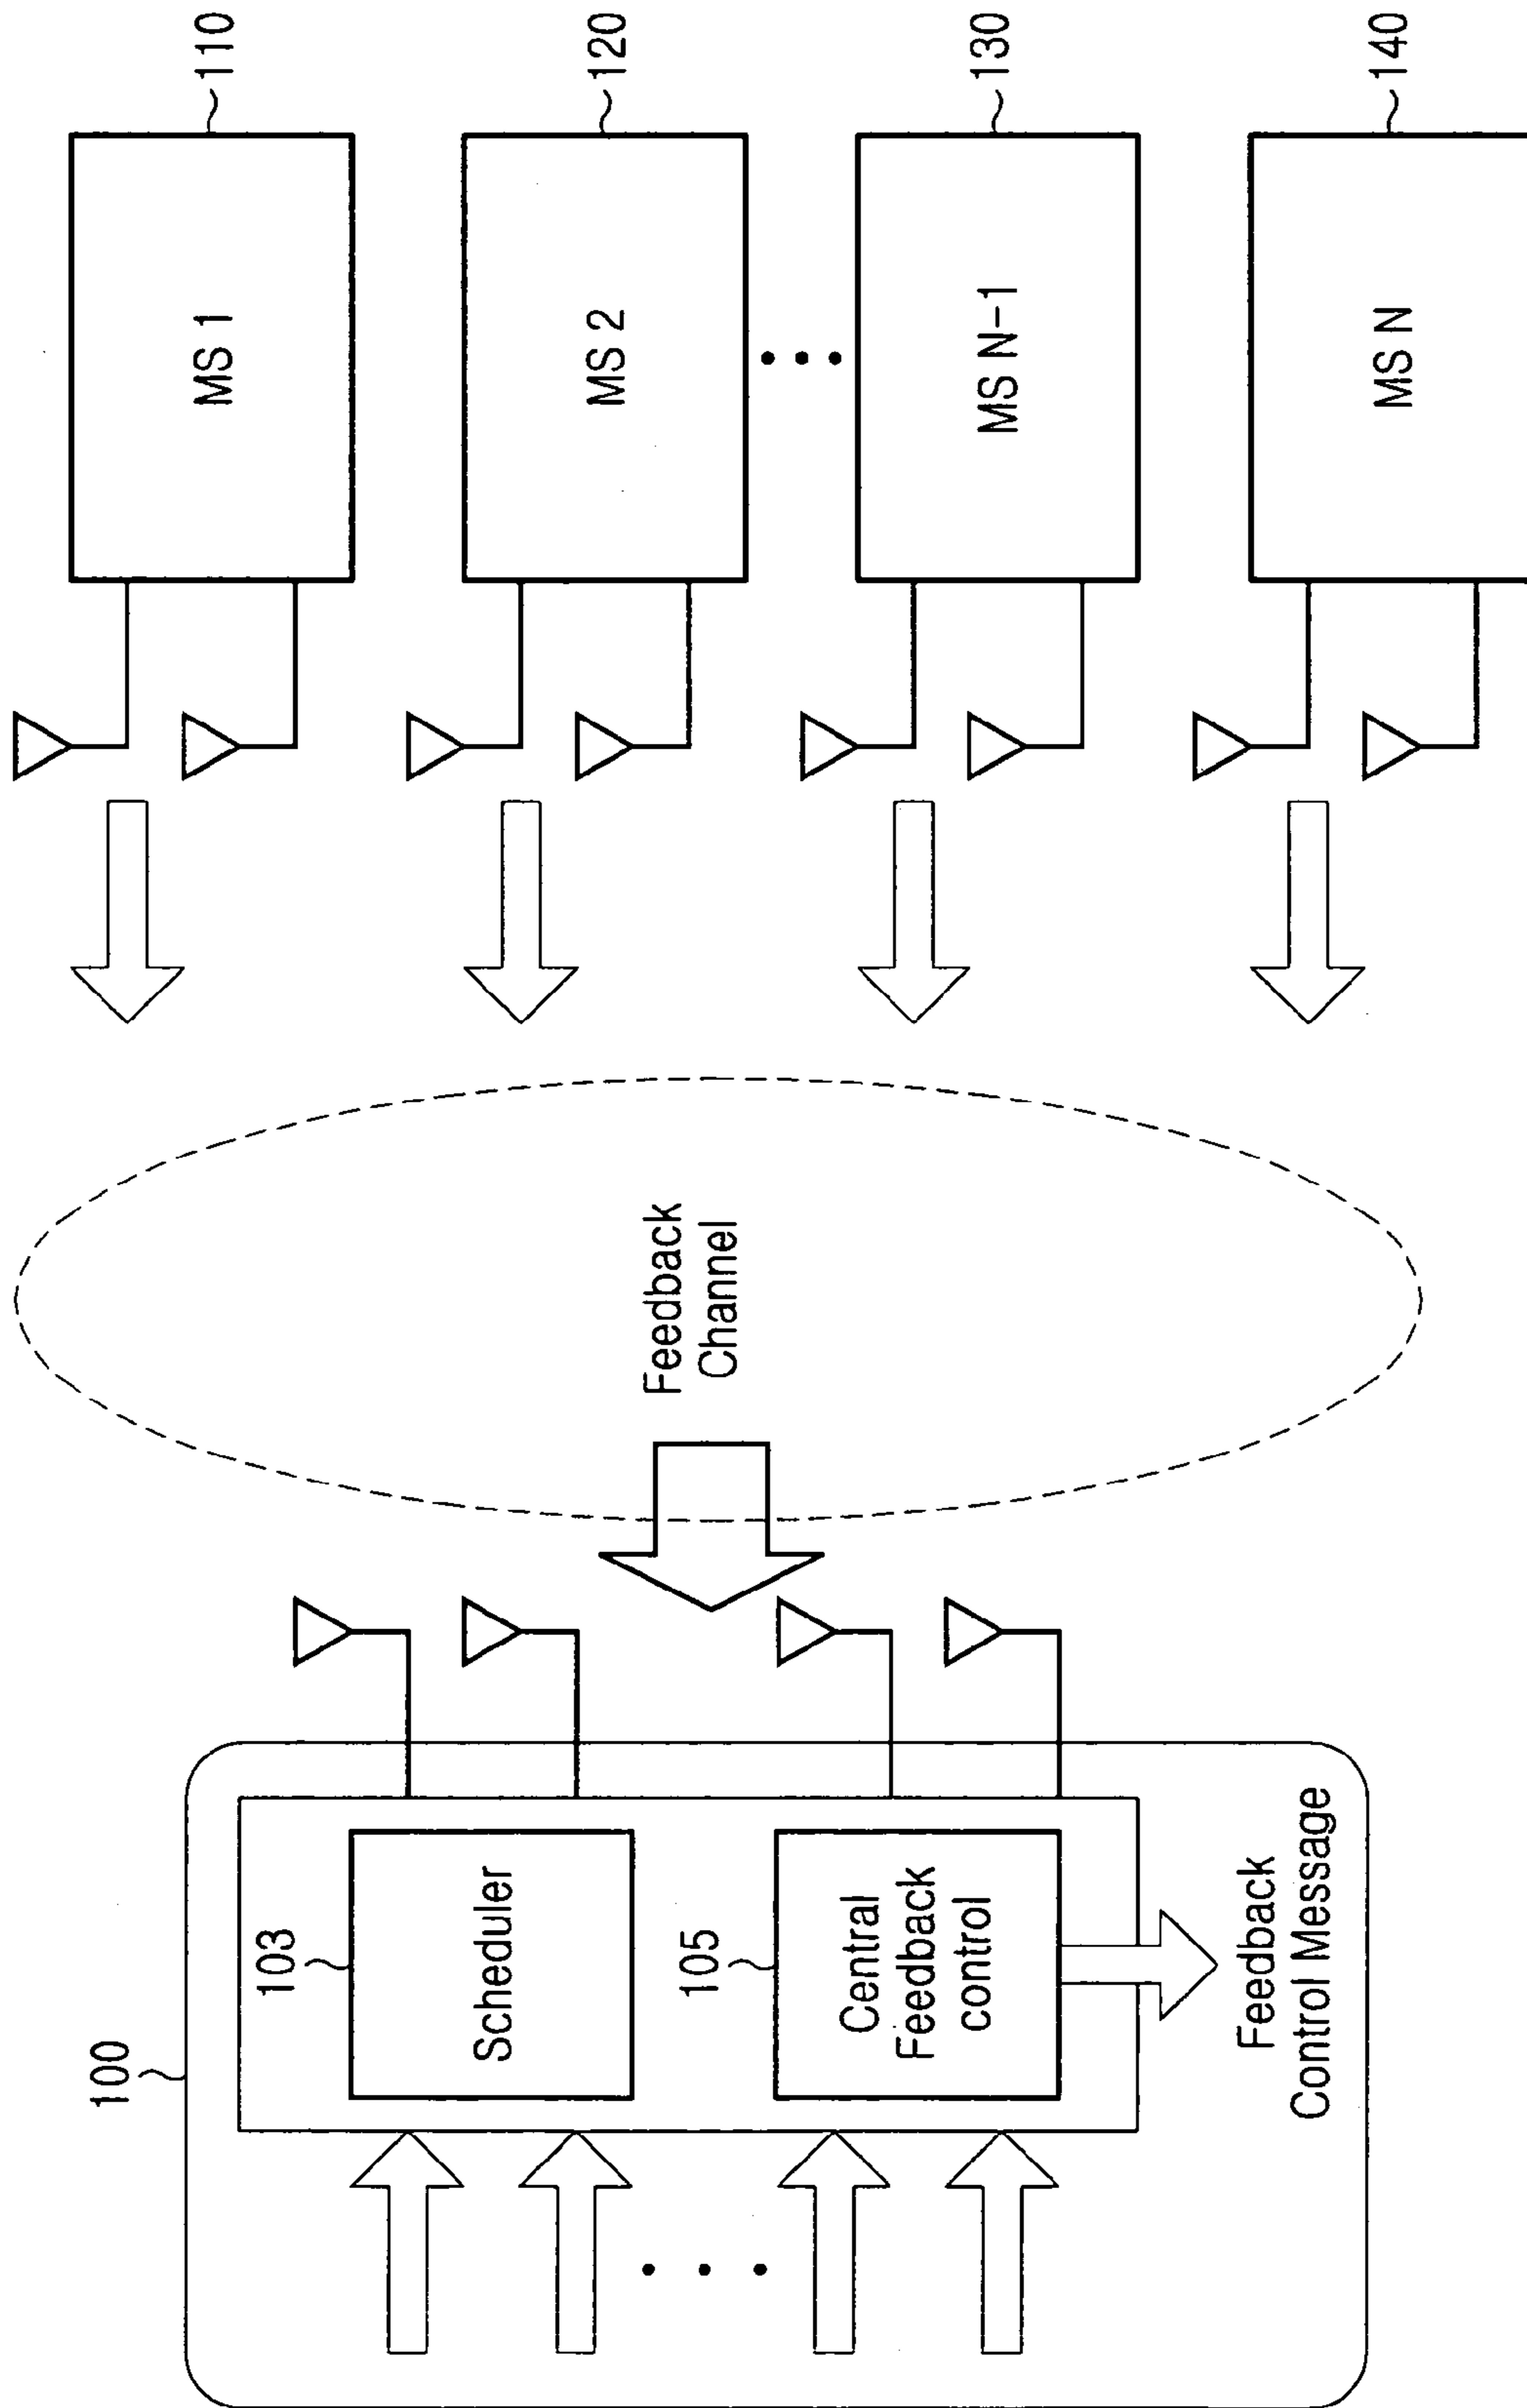 100
103
Scheduler
105
Central
Feedback
control
Feedback
Control Message
Feedback
Channel
MS 1
110
MS 2
120
MS N-1
130
MS N
140